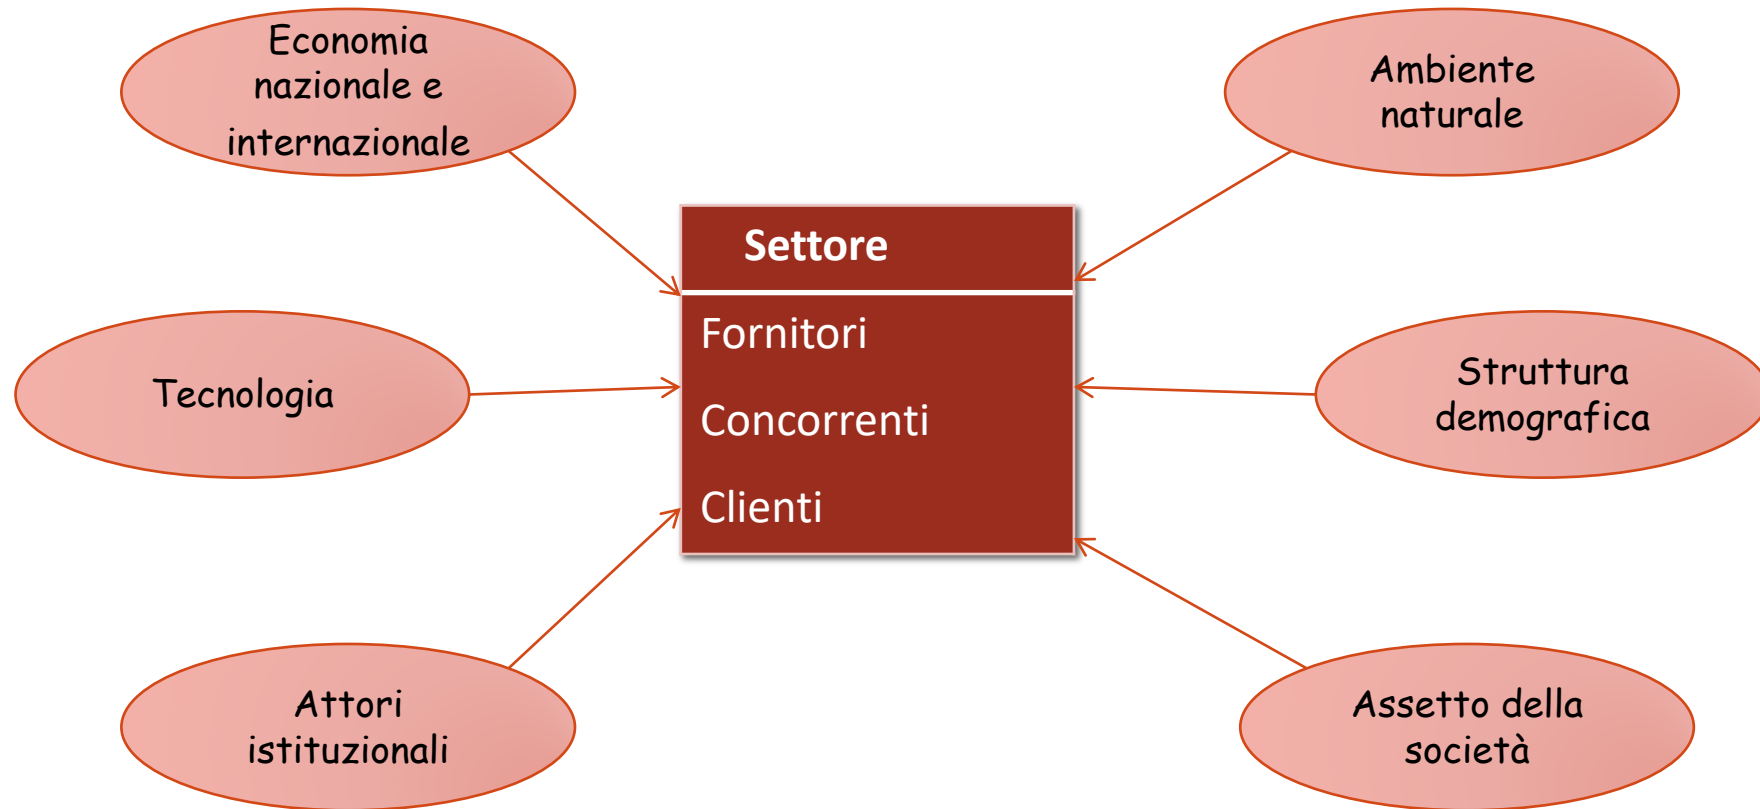 Economia
nazionale e
internazionale
Ambiente
naturale
Settore
Fornitori
Concorrenti
Clienti
Tecnologia
Struttura
demografica
Attori
istituzionali
Assetto della
società